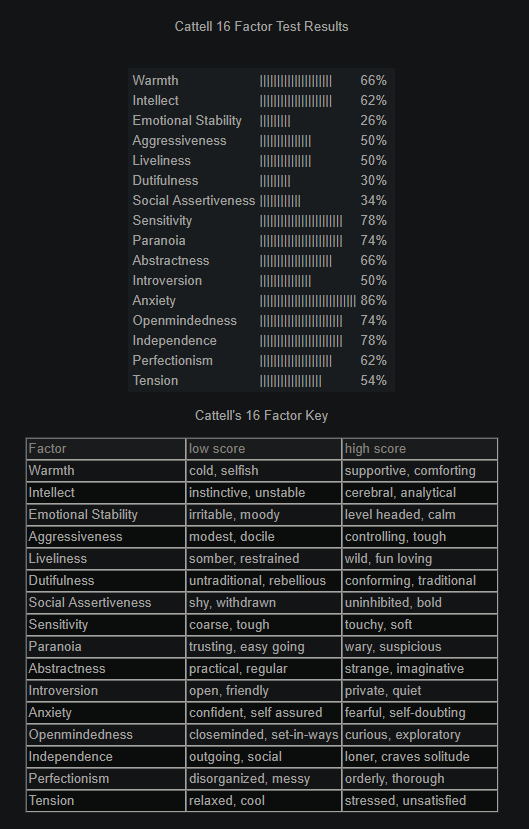 Cattell 16 Factor Test Results
Warmth |||||||||||||||||||||| 66%
Intellect |||||||||||||||||||||| 62%
Emotional Stability ||||||||| 26%
Aggressiveness ||||||||||||||| 50%
Liveliness ||||||||||||||| 50%
Dutifulness ||||||||| 30%
Social Assertiveness |||||||||||| 34%
Sensitivity ||||||||||||||||||||||||| 78%
Paranoia ||||||||||||||||||||||||| 74%
Abstractness |||||||||||||||||||||| 66%
Introversion ||||||||||||||| 50%
Anxiety ||||||||||||||||||||||||||||| 86%
Openmindedness ||||||||||||||||||||||||| 74%
Independence ||||||||||||||||||||||||| 78%
Perfectionism |||||||||||||||||||||| 62%
Tension ||||||||||||||||||| 54%
Cattell's 16 Factor Key
Factor low score high score
Warmth cold, selfish supportive, comforting
Intellect instinctive, unstable cerebral, analytical
Emotional Stability irritable, moody level headed, calm
Aggressiveness modest, docile controlling, tough
Liveliness somber, restrained wild, fun loving
Dutifulness untraditional, rebellious conforming, traditional
Social Assertiveness shy, withdrawn uninhibited, bold
Sensitivity coarse, tough touchy, soft
Paranoia trusting, easy going wary, suspicious
Abstractness practical, regular strange, imaginative
Introversion open, friendly private, quiet
Anxiety confident, self assured fearful, self-doubting
Openmindedness closeminded, set-in-ways curious, exploratory
Independence outgoing, social loner, craves solitude
Perfectionism disorganized, messy orderly, thorough
Tension relaxed, cool stressed, unsatisfied